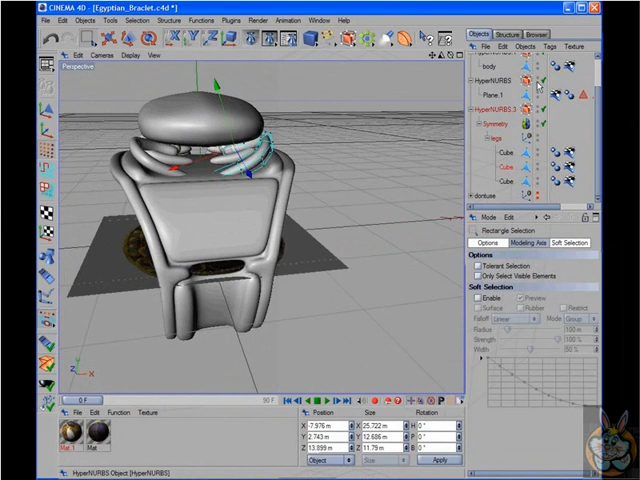 CINEMA 4D - [Egyptian_Braclet.c4d *]
File Edit Objects Tools Selection Structure Functions Plugins Render Animation Window Help
Edit Cameras Display View
Perspective
Objects Structure Browser
File Edit Objects Tags Texture
body
HyperNURBS
Plane.1
HyperNURBS.3
Symmetry
legs
Cube
Cube
Cube
dontuse
Mode Edit
Rectangle Selection
Options Modeling Axis Soft Selection
Options
Tolerant Selection
Only Select Visible Elements
Soft Selection
Enable Preview
Surface Rubber Restrict
Falloff Linear Mode Group
Radius 100 m
Strength 100 %
Width 50 %
Z X
0 F 90 F
File Edit Function Texture
Mat.1 Mat
Position Size Rotation
X -7.976 m X 25.722 m H 0 °
Y 2.743 m Y 12.686 m P 0 °
Z 13.899 m Z 11.79 m B 0 °
Object Size Apply
HyperNURBS Object [HyperNURBS]